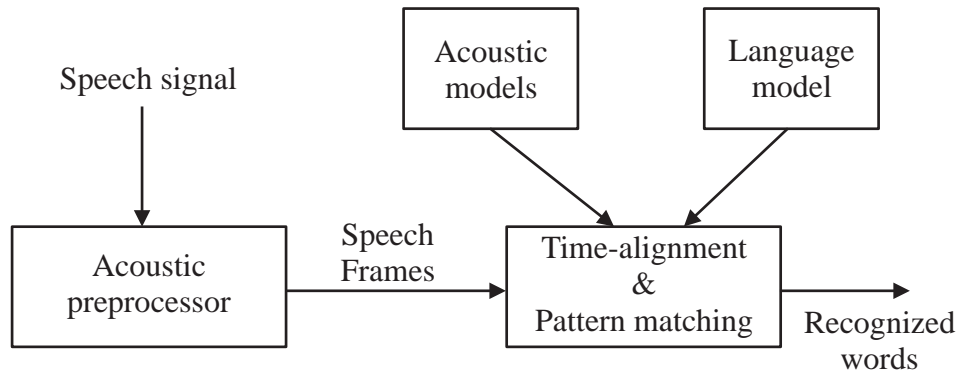 Speech signal
Acoustic
models
Language
model
Acoustic
preprocessor
Speech
Frames
Time-alignment
&
Pattern matching
Recognized
words